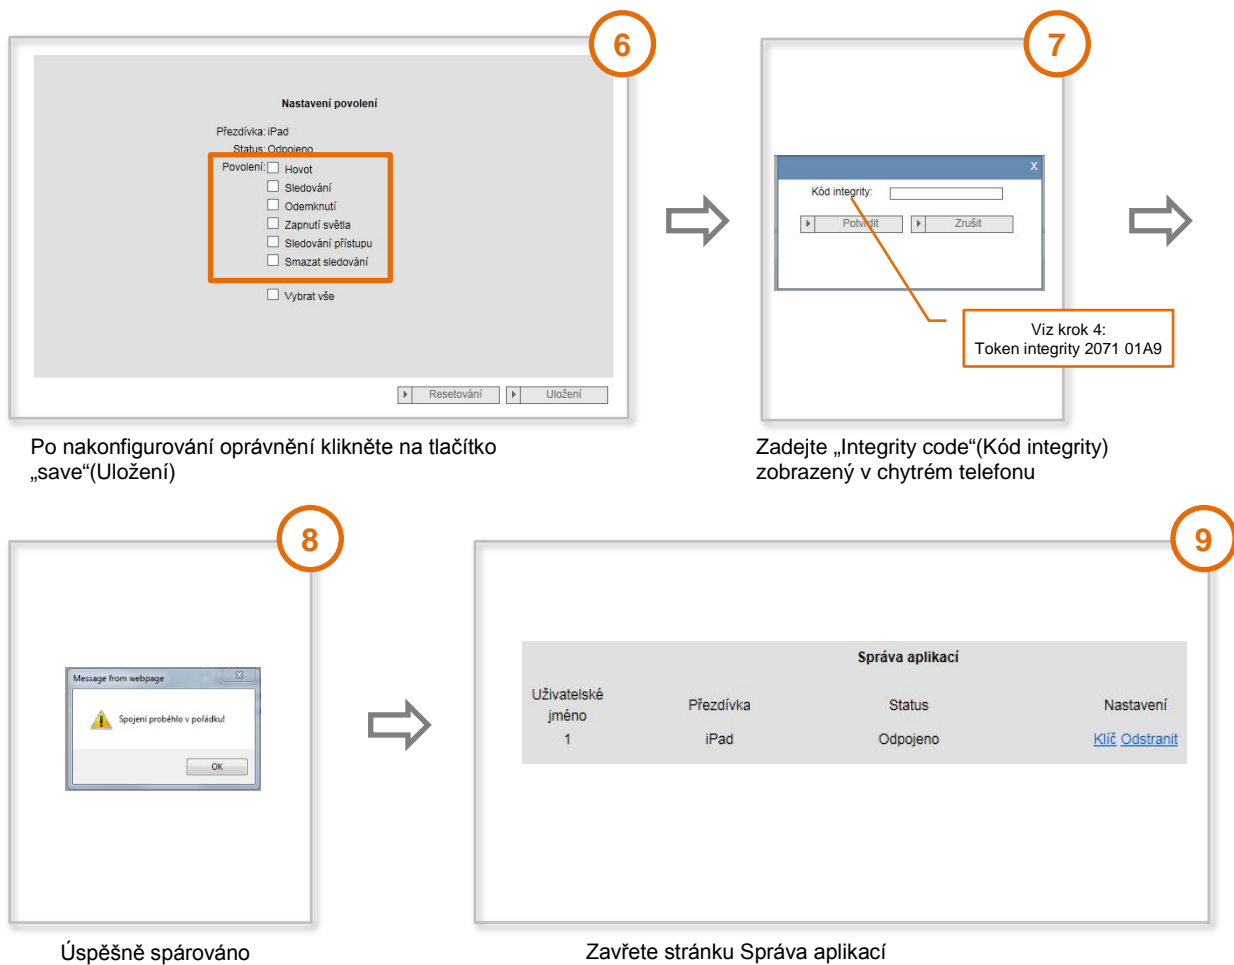 6
Nastavení povolení
Přezdívka: iPad
Status: Odpojeno
Povolení: Hovot
Sledování
Odemknutí
Zapnutí světla
Sledování přístupu
Smazat sledování
Vybrat vše
Resetování Uložení
Po nakonfigurování oprávnění klikněte na tlačítko
„save“(Uložení)
7
X
Kód integrity:
Potvrdit Zrušit
Viz krok 4:
Token integrity 2071 01A9
Zadejte „Integrity code“(Kód integrity)
zobrazený v chytrém telefonu
8
Message from webpage
Spojení proběhlo v pořádku!
OK
Úspěšně spárováno
9
Správa aplikací
Uživatelské
jméno Přezdívka Status Nastavení
1 iPad Odpojeno Klíč Odstranit
Zavřete stránku Správa aplikací